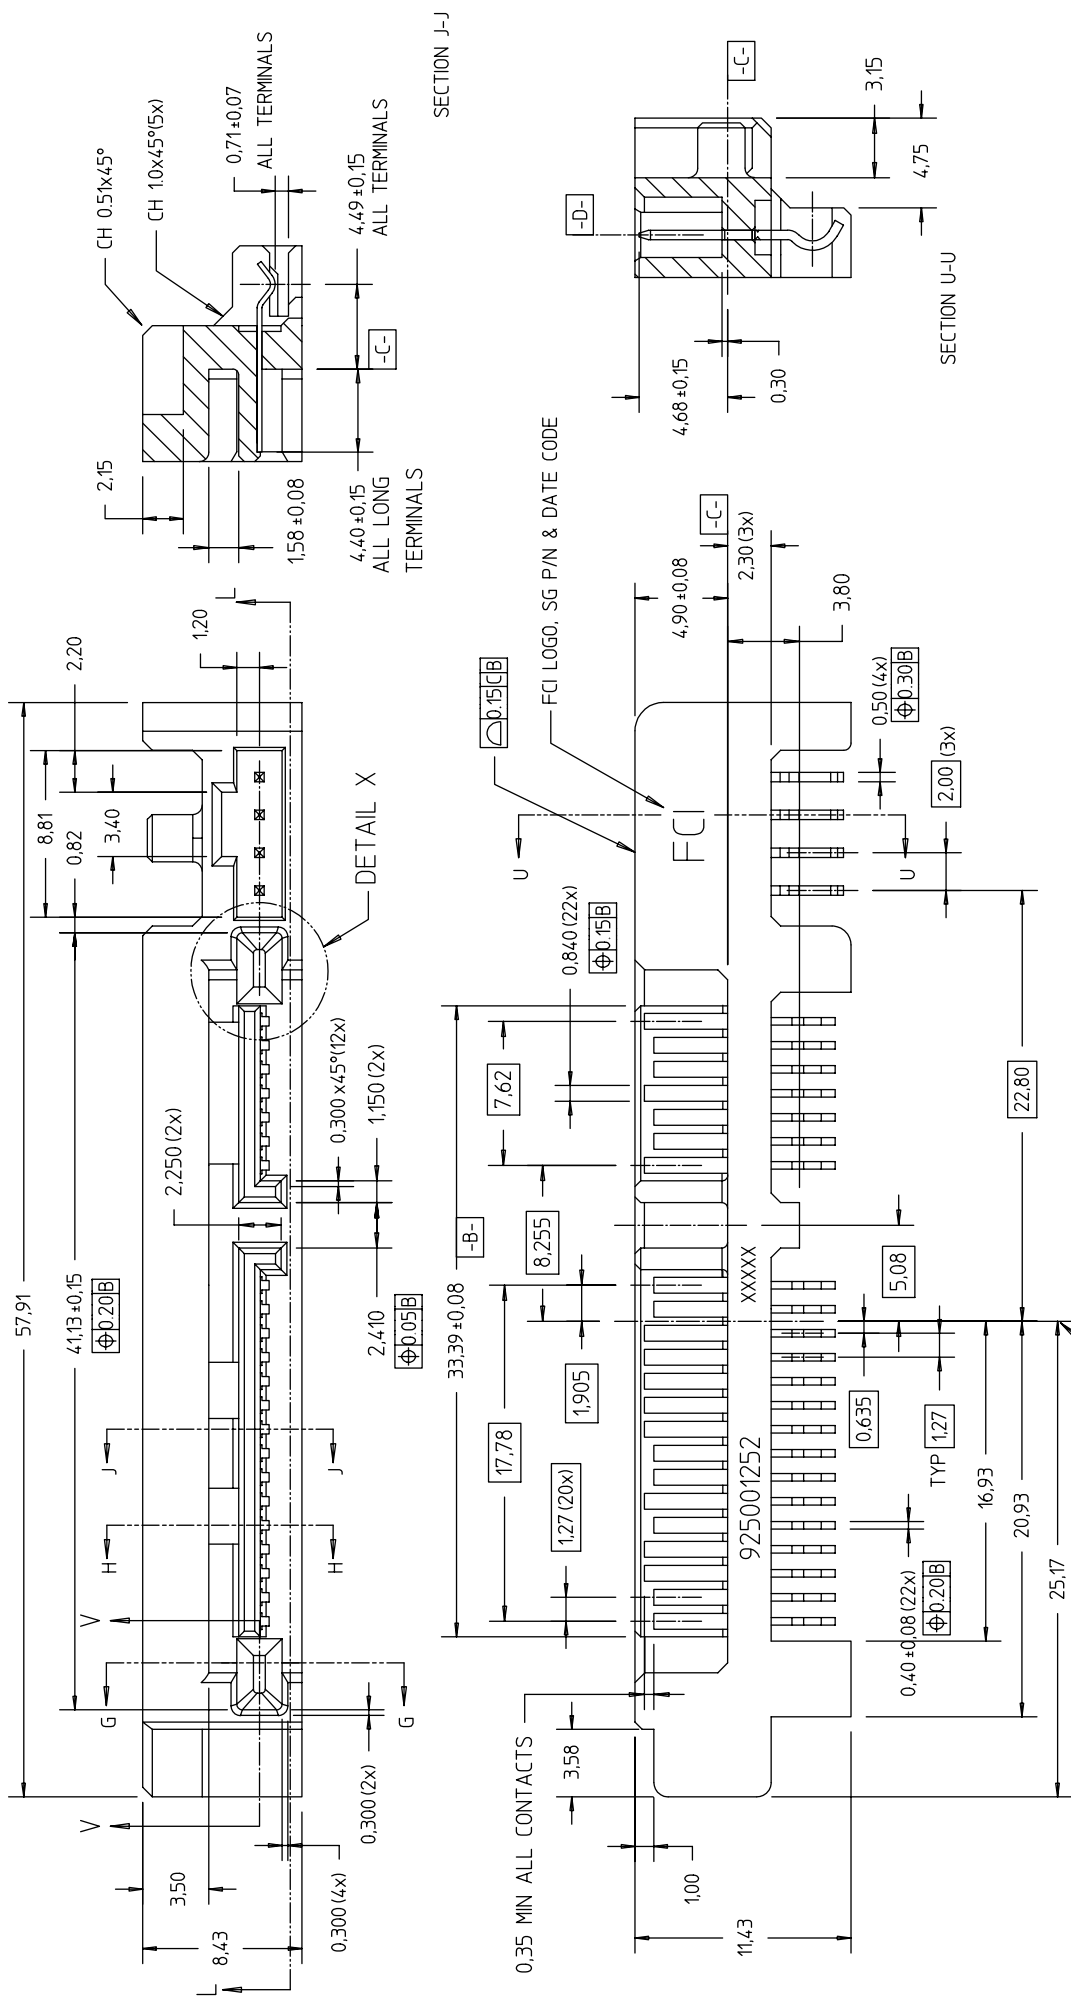 57,91
8,81
2,20
0,82
3,40
1,20
41,13 ±0,15
⌖ 0.20 B
DETAIL X
2,250 (2x)
0,300 x45°(12x)
1,150 (2x)
2,410
⌖ 0.05 B
J
J
H
H
V
V
G
G
L
L
3,50
8,43
0,300 (2x)
0,300 (4x)
2,15
CH 0.51x45°
CH 1.0x45°(5x)
0,71±0,07
ALL TERMINALS
4,49 ±0,15
ALL TERMINALS
-C-
1,58 ±0,08
4,40 ±0,15
ALL LONG
TERMINALS
SECTION J-J
33,39 ±0,08
-B-
7,62
0,840 (22x)
⌖ 0.15 B
8,255
17,78
1,905
1,27 (20x)
0,35 MIN ALL CONTACTS
3,58
1,00
11,43
⌓ 0.15 C B
FCI LOGO, SG P/N & DATE CODE
4,90 ±0,08
-C-
2,30 (3x)
3,80
FCI
U
U
0,50 (4x)
⌖ 0.30 B
2,00 (3x)
XXXXX
925001252
22,80
5,08
0,635
TYP 1,27
16,93
0,40 ±0,08 (22x)
⌖ 0.20 B
20,93
25,17
-D-
-C-
3,15
4,75
4,68 ±0,15
0,30
SECTION U-U